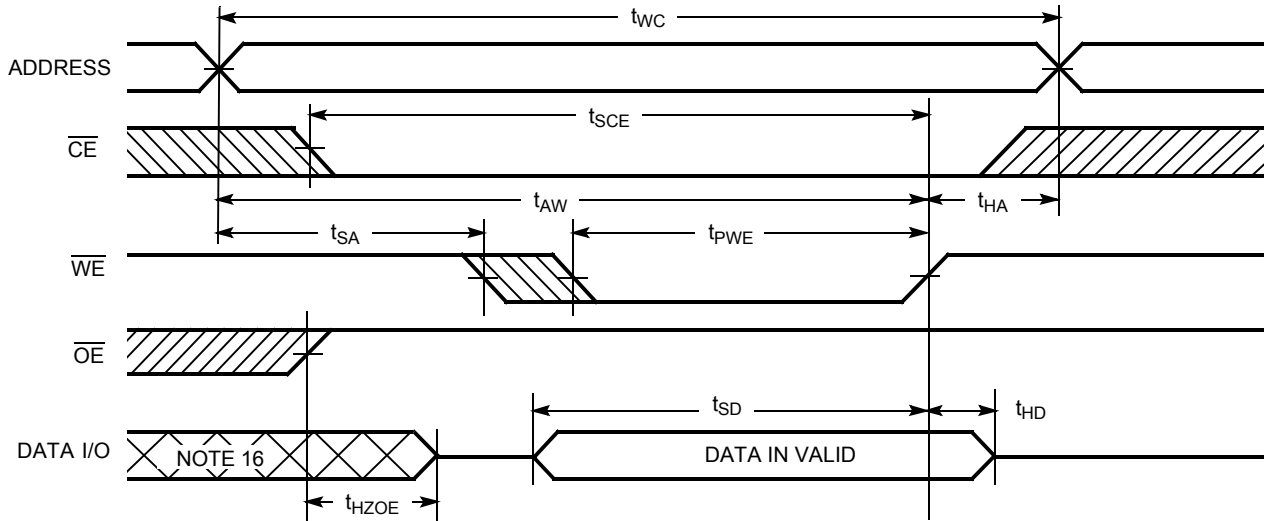 tWC
ADDRESS
tSCE
CE
tAW
tHA
tSA
tPWE
WE
OE
tSD
tHD
DATA I/O
NOTE 16
DATA IN VALID
tHZOE